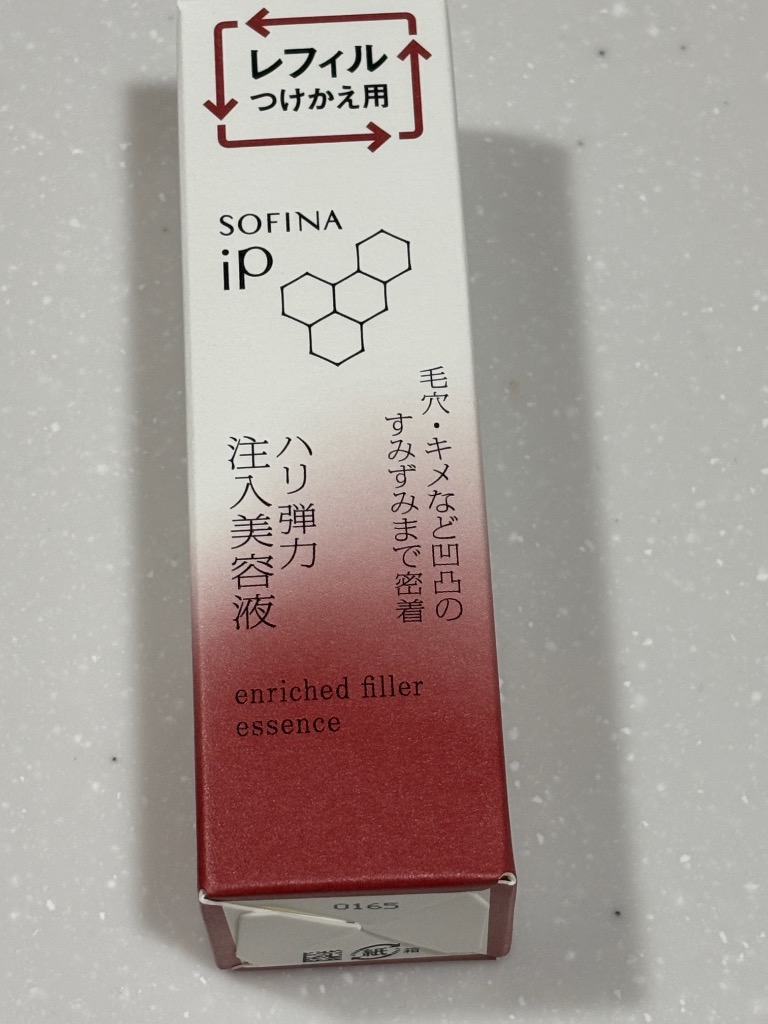 レフィル
つけかえ用
SOFINA
iP
毛穴・キメなど凹凸の
すみずみまで密着
ハリ弾力
注入美容液
enriched filler
essence
0165
紙 箱